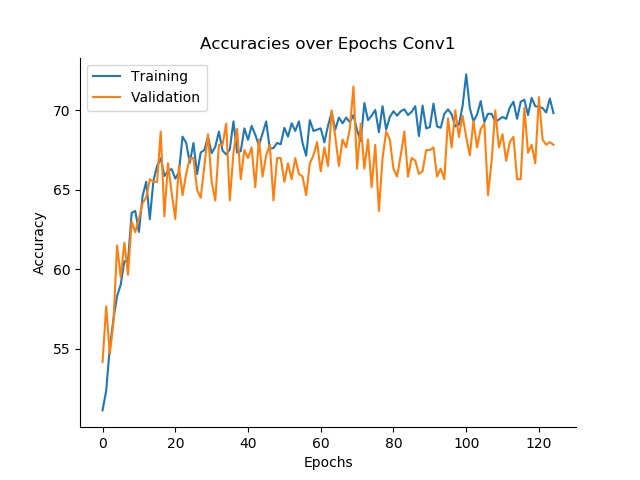 Accuracies over Epochs Conv1
Training
Validation
70
65
60
55
Accuracy
0 20 40 60 80 100 120
Epochs